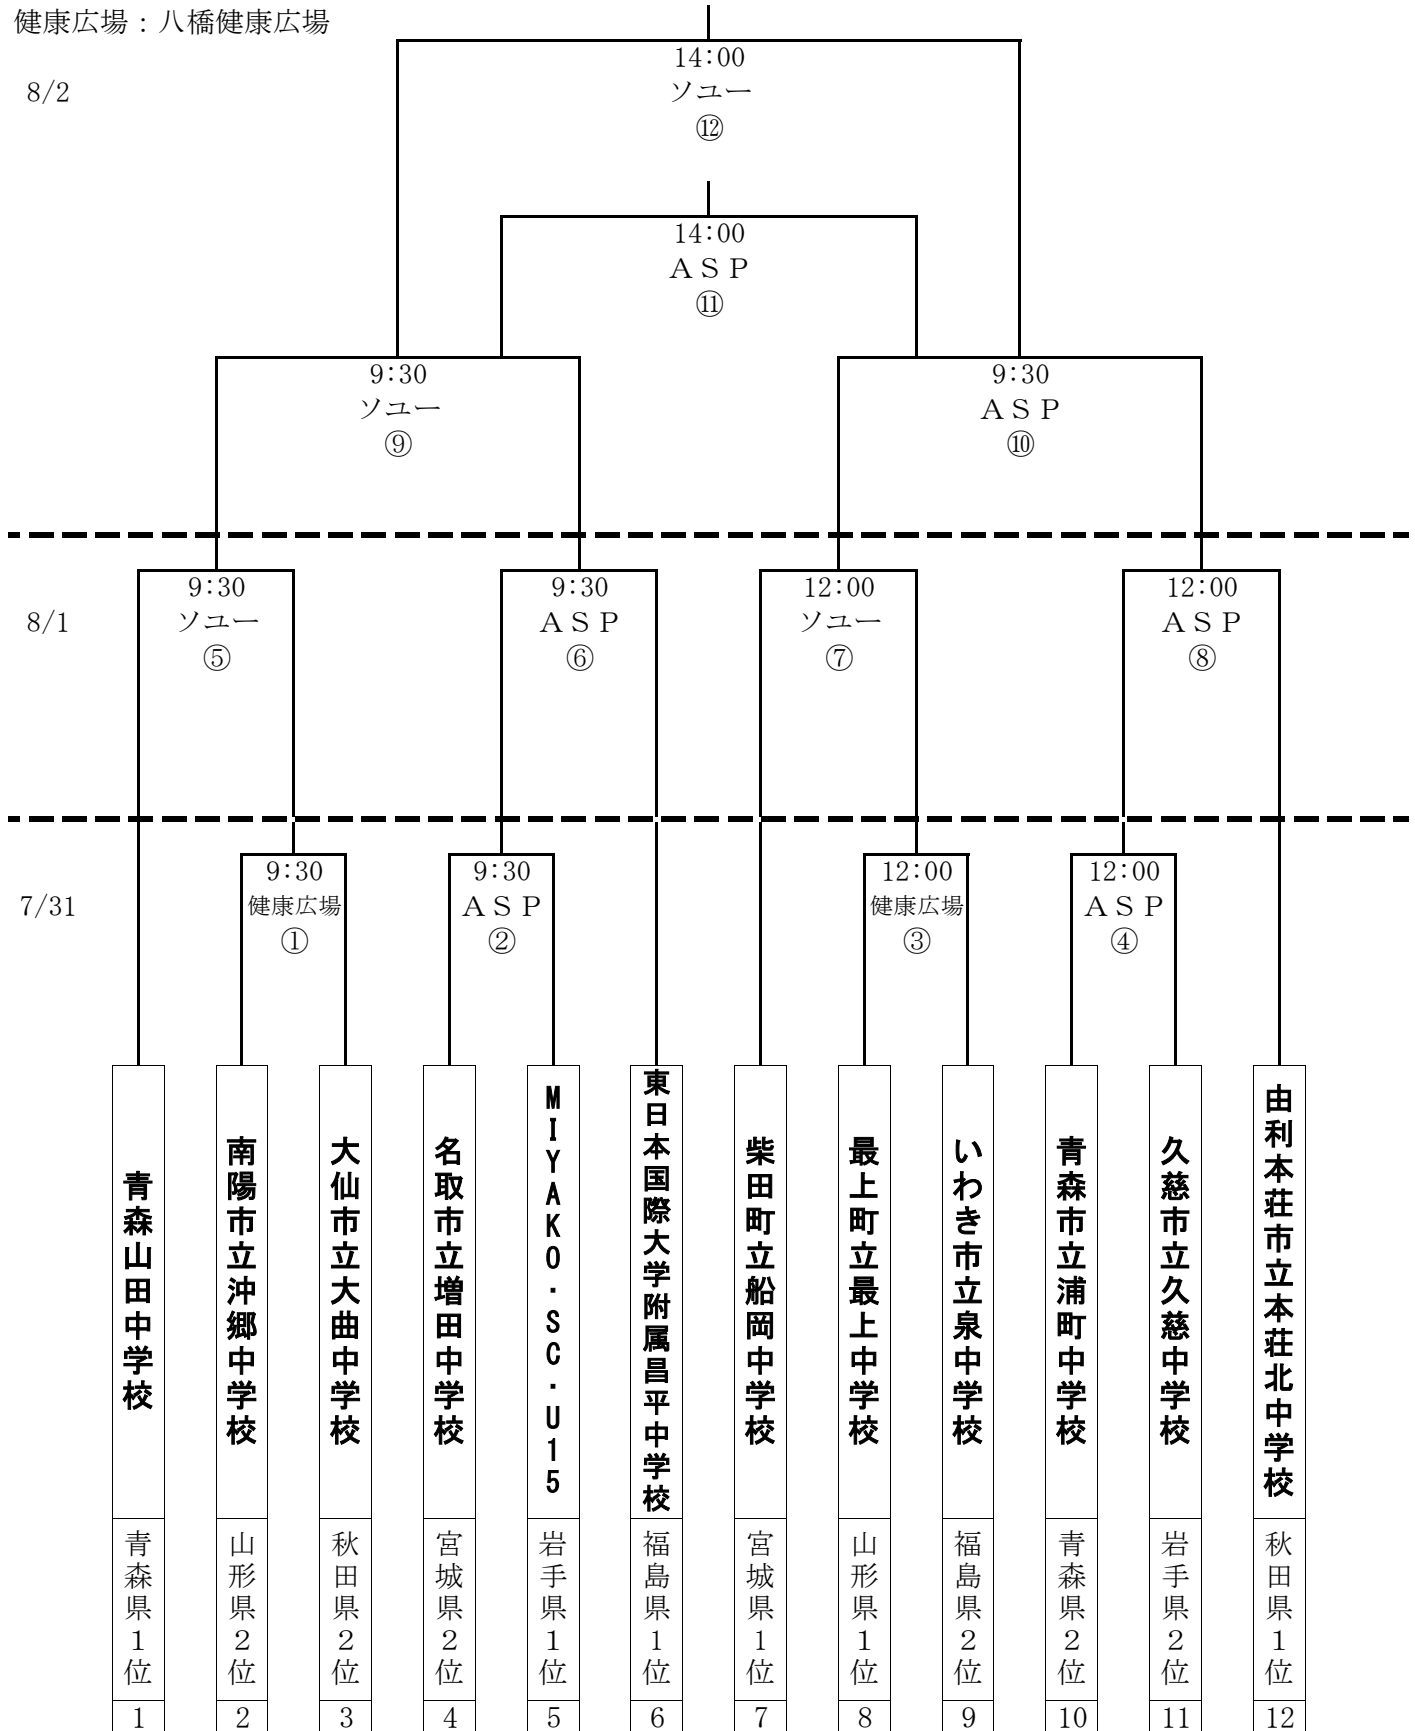 健康広場：八橋健康広場
8/2
14:00
ソユー
⑫
14:00
ＡＳＰ
⑪
9:30
ソユー
⑨
9:30
ＡＳＰ
⑩
8/1
9:30
ソユー
⑤
9:30
ＡＳＰ
⑥
12:00
ソユー
⑦
12:00
ＡＳＰ
⑧
7/31
9:30
健康広場
①
9:30
ＡＳＰ
②
12:00
健康広場
③
12:00
ＡＳＰ
④
青森山田中学校
南陽市立沖郷中学校
大仙市立大曲中学校
名取市立増田中学校
MIYAKO・SC・U15
東日本国際大学附属昌平中学校
柴田町立船岡中学校
最上町立最上中学校
いわき市立泉中学校
青森市立浦町中学校
久慈市立久慈中学校
由利本荘市立本荘北中学校
青森県１位
山形県２位
秋田県２位
宮城県２位
岩手県１位
福島県１位
宮城県１位
山形県１位
福島県２位
青森県２位
岩手県２位
秋田県１位
1
2
3
4
5
6
7
8
9
10
11
12